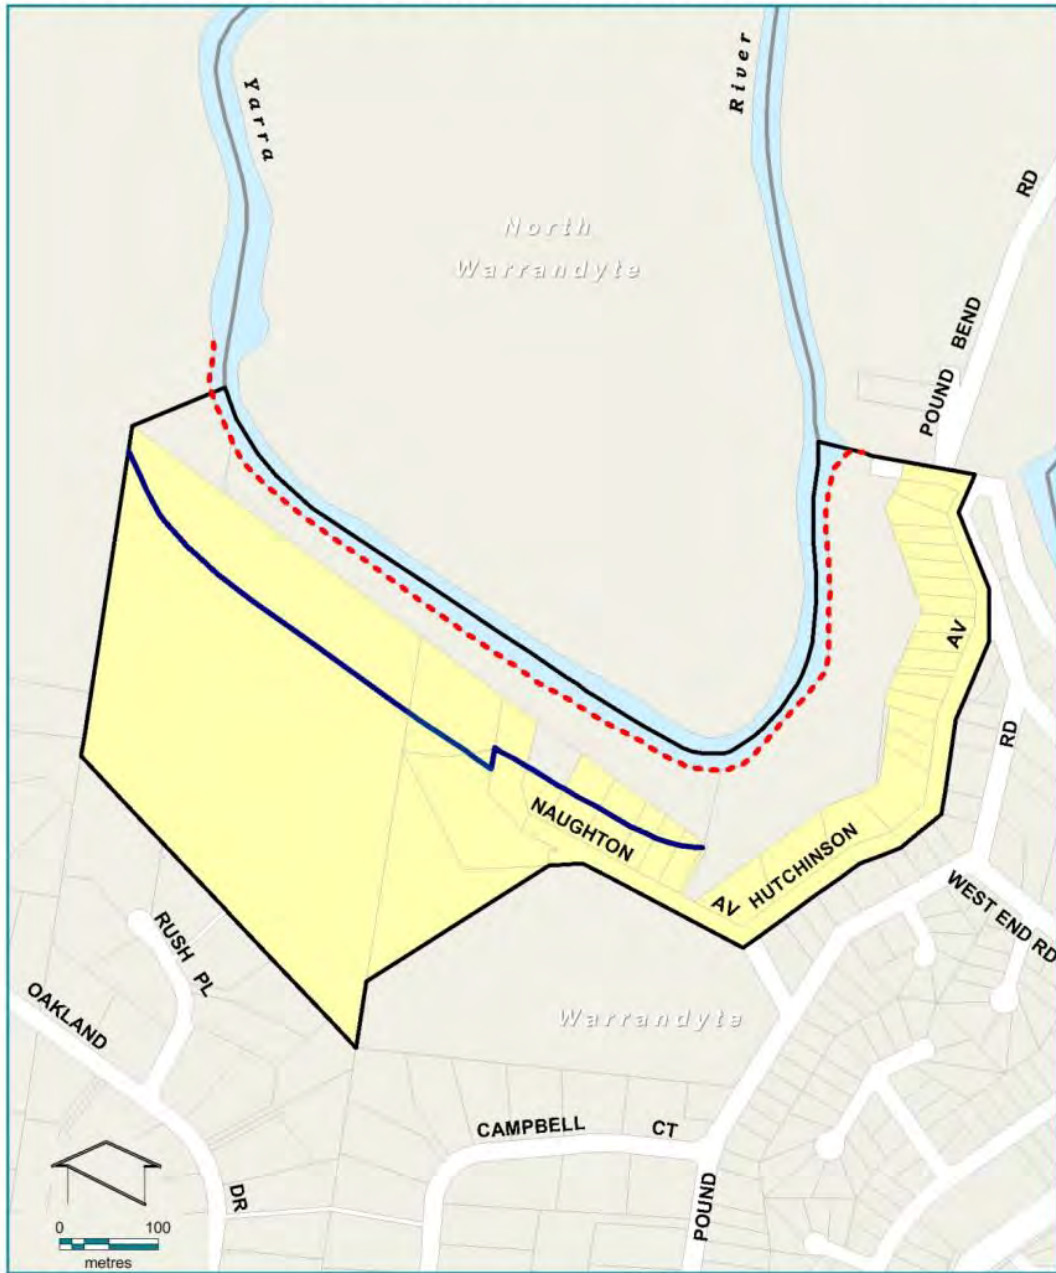 Yarra
River
RD
North
Warrandyte
POUND BEND
AV
RD
NAUGHTON
AV
HUTCHINSON
WEST END RD
RUSH PL
OAKLAND
Warrandyte
CAMPBELL CT
DR
POUND
0 100
metres